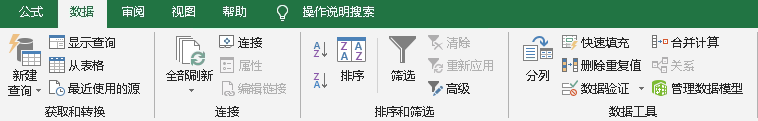 公式 数据 审阅 视图 帮助 操作说明搜索
新建
查询
显示查询
从表格
最近使用的源
获取和转换
全部刷新
连接
属性
编辑链接
连接
A
Z
Z
A
Z A
A Z
排序
筛选
清除
重新应用
高级
排序和筛选
分列
快速填充
删除重复值
数据验证
合并计算
关系
管理数据模型
数据工具